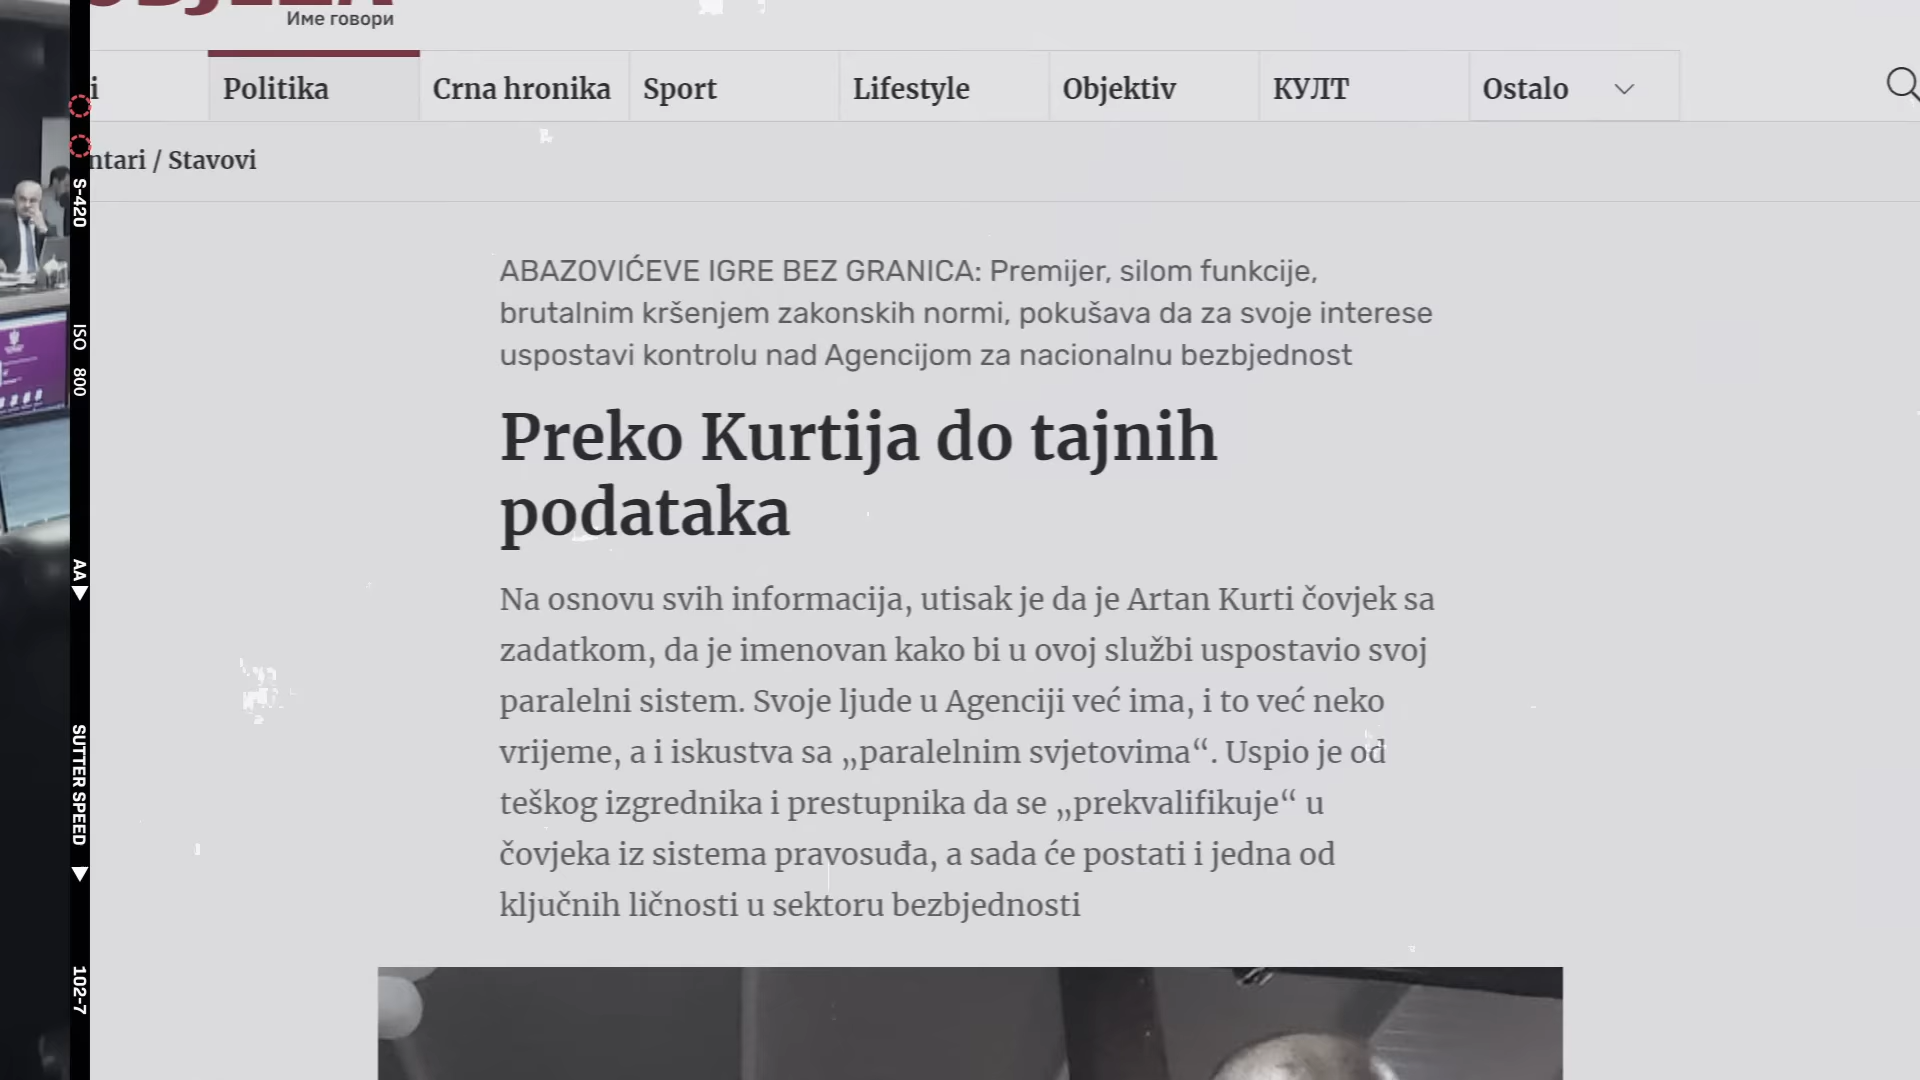 Име говори
Politika
Crna hronika
Sport
Lifestyle
Objektiv
КУЛТ
Ostalo
/ Stavovi
S-420
ISO 800
AA
SUTTER SPEED
102-7
ABAZOVIĆEVE IGRE BEZ GRANICA: Premijer, silom funkcije,
brutalnim kršenjem zakonskih normi, pokušava da za svoje interese
uspostavi kontrolu nad Agencijom za nacionalnu bezbjednost
Preko Kurtija do tajnih
podataka
Na osnovu svih informacija, utisak je da je Artan Kurti čovjek sa
zadatkom, da je imenovan kako bi u ovoj službi uspostavio svoj
paralelni sistem. Svoje ljude u Agenciji već ima, i to već neko
vrijeme, a i iskustva sa „paralelnim svjetovima“. Uspio je od
teškog izgrednika i prestupnika da se „prekvalifikuje“ u
čovjeka iz sistema pravosuđa, a sada će postati i jedna od
ključnih ličnosti u sektoru bezbjednosti